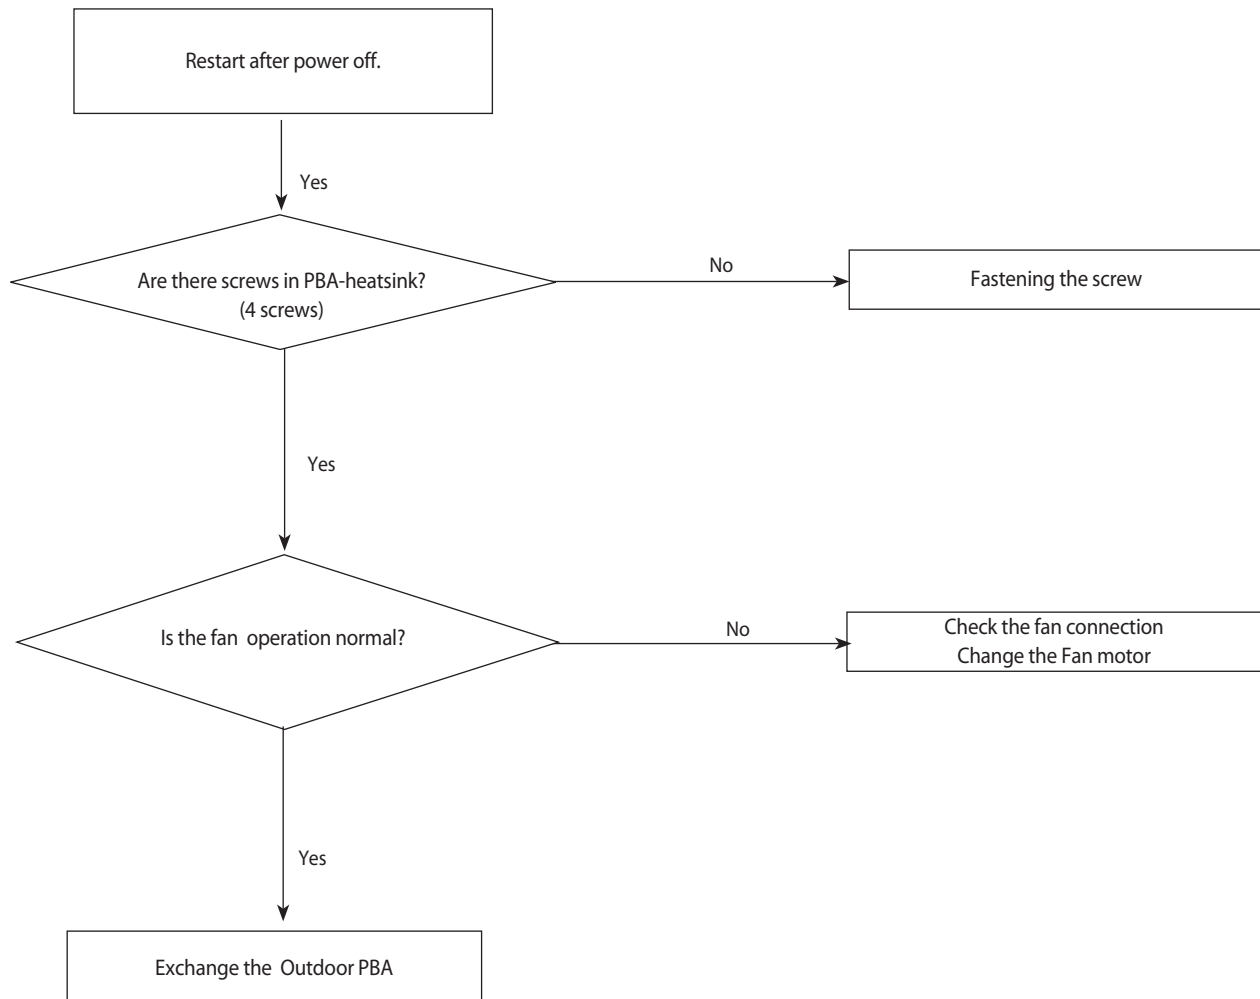 Restart after power off.
Yes
Are there screws in PBA-heatsink?
(4 screws)
No
Fastening the screw
Yes
Is the fan operation normal?
No
Check the fan connection
Change the Fan motor
Yes
Exchange the Outdoor PBA